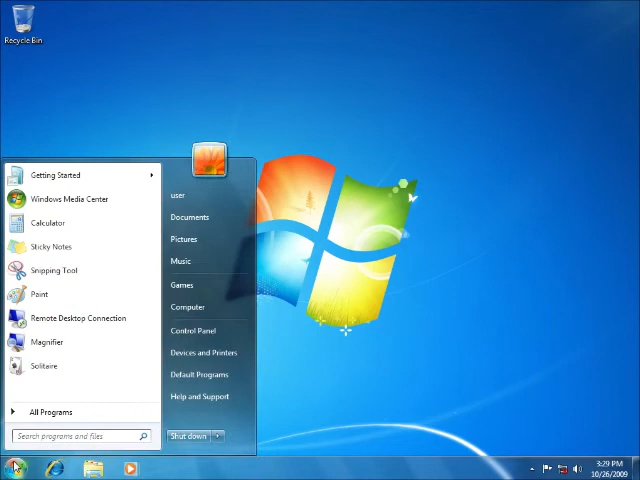 Recycle Bin
Getting Started
Windows Media Center
Calculator
Sticky Notes
Snipping Tool
Paint
Remote Desktop Connection
Magnifier
Solitaire
All Programs
Search programs and files
user
Documents
Pictures
Music
Games
Computer
Control Panel
Devices and Printers
Default Programs
Help and Support
Shut down
3:29 PM
10/26/2009